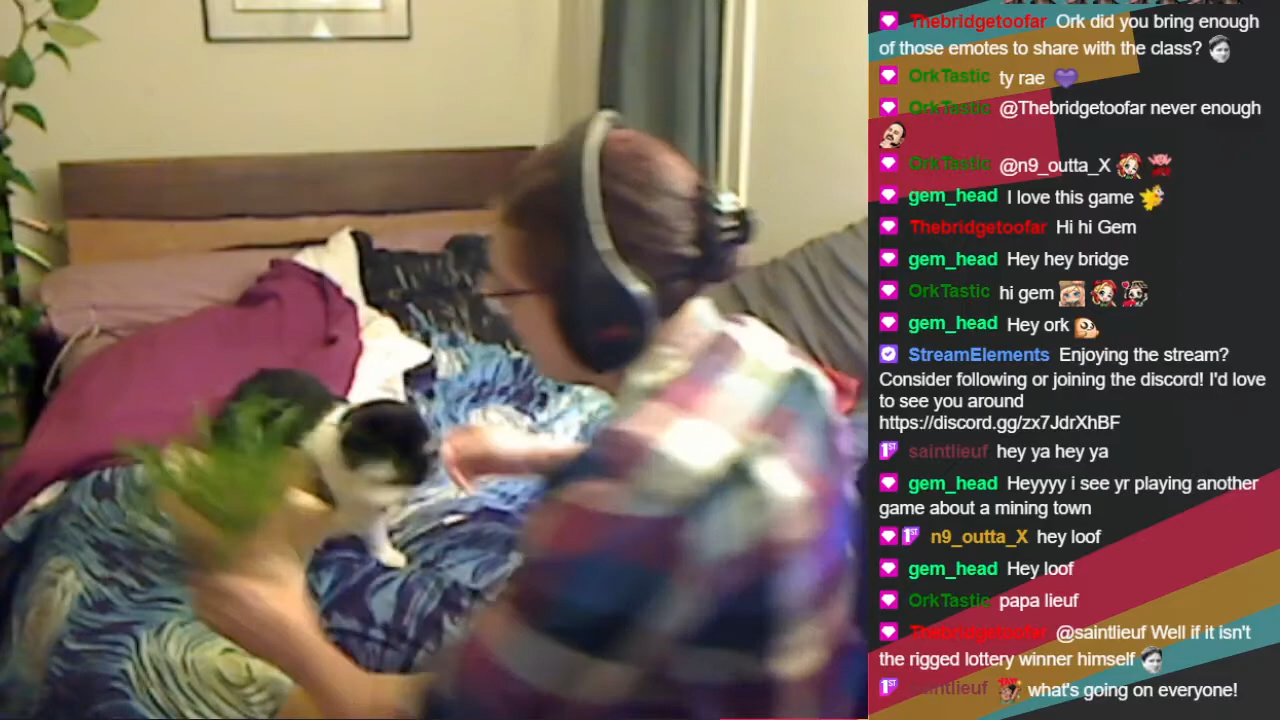 Thebridgetoofar Ork did you bring enough
of those emotes to share with the class?
OrkTastic ty rae
OrkTastic @Thebridgetoofar never enough
OrkTastic @n9_outta_X
gem_head I love this game
Thebridgetoofar Hi hi Gem
gem_head Hey hey bridge
OrkTastic hi gem
gem_head Hey ork
StreamElements Enjoying the stream?
Consider following or joining the discord! I'd love
to see you around
https://discord.gg/zx7JdrXhBF
1ST saintlieuf hey ya hey ya
gem_head Heyyyy i see yr playing another
game about a mining town
1ST n9_outta_X hey loof
gem_head Hey loof
OrkTastic papa lieuf
Thebridgetoofar @saintlieuf Well if it isn't
the rigged lottery winner himself
1ST saintlieuf what's going on everyone!